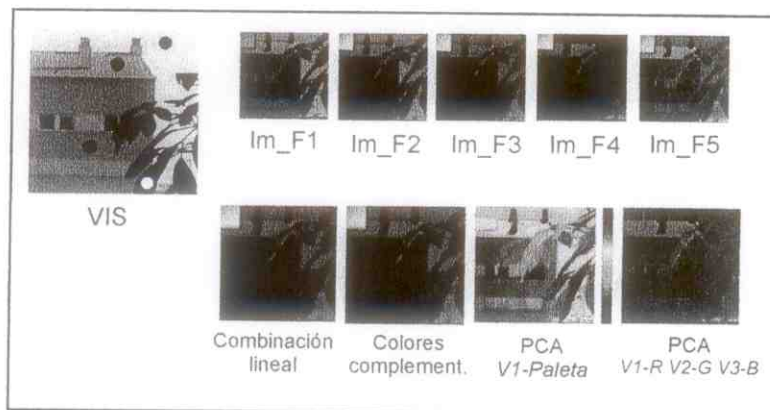 Im_F1 Im_F2 Im_F3 Im_F4 Im_F5
VIS
Combinación
lineal
Colores
complement.
PCA
V1-Paleta
PCA
V1-R V2-G V3-B